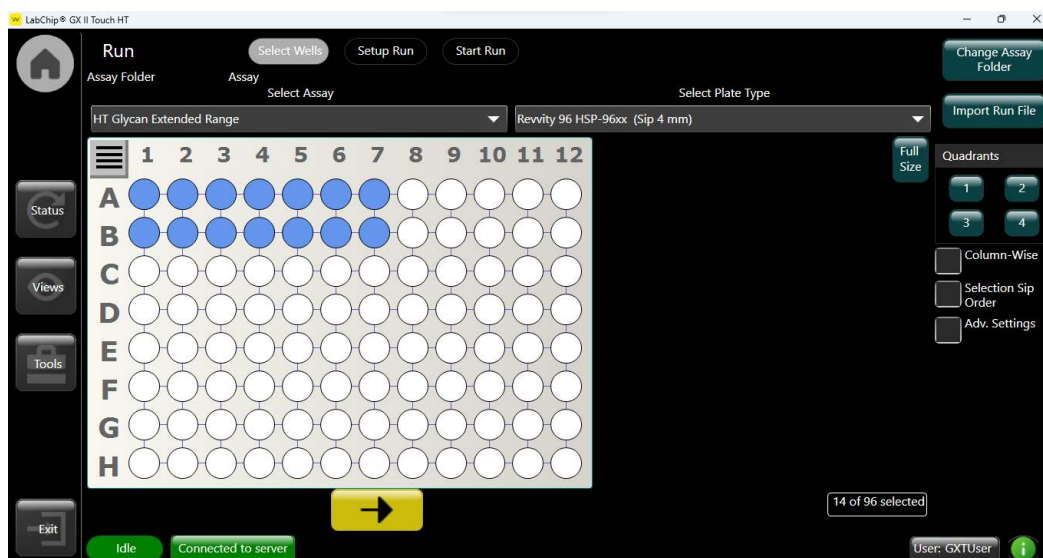 LabChip® GX II Touch HT
Run
Select Wells
Setup Run
Start Run
Change Assay
Folder
Assay Folder
Assay
Select Assay
Select Plate Type
Import Run File
HT Glycan Extended Range
Revvity 96 HSP-96xx (Sip 4 mm)
1 2 3 4 5 6 7 8 9 10 11 12
Full
Size
Quadrants
A
B
C
D
E
F
G
H
1 2
3 4
Column-Wise
Selection Sip
Order
Adv. Settings
Status
Views
Tools
Exit
14 of 96 selected
Idle
Connected to server
User: GXTUser
i